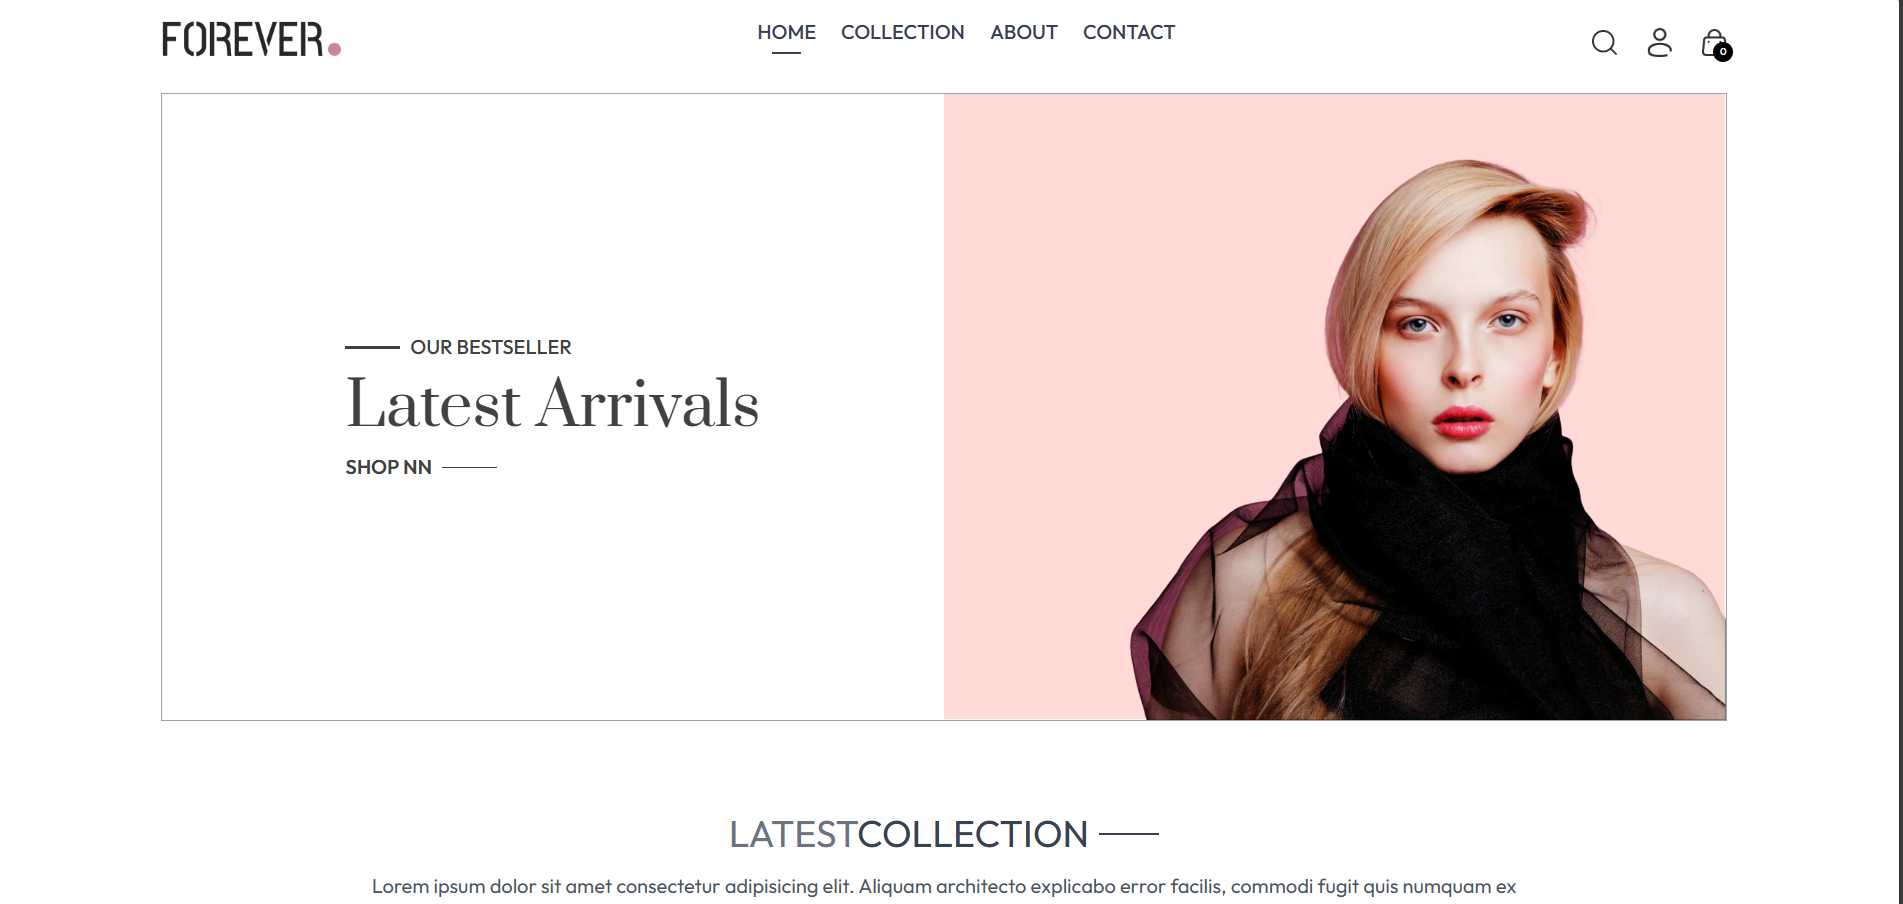 FOREVER.
HOME COLLECTION ABOUT CONTACT
0
OUR BESTSELLER
Latest Arrivals
SHOP NN
LATESTCOLLECTION
Lorem ipsum dolor sit amet consectetur adipisicing elit. Aliquam architecto explicabo error facilis, commodi fugit quis numquam ex